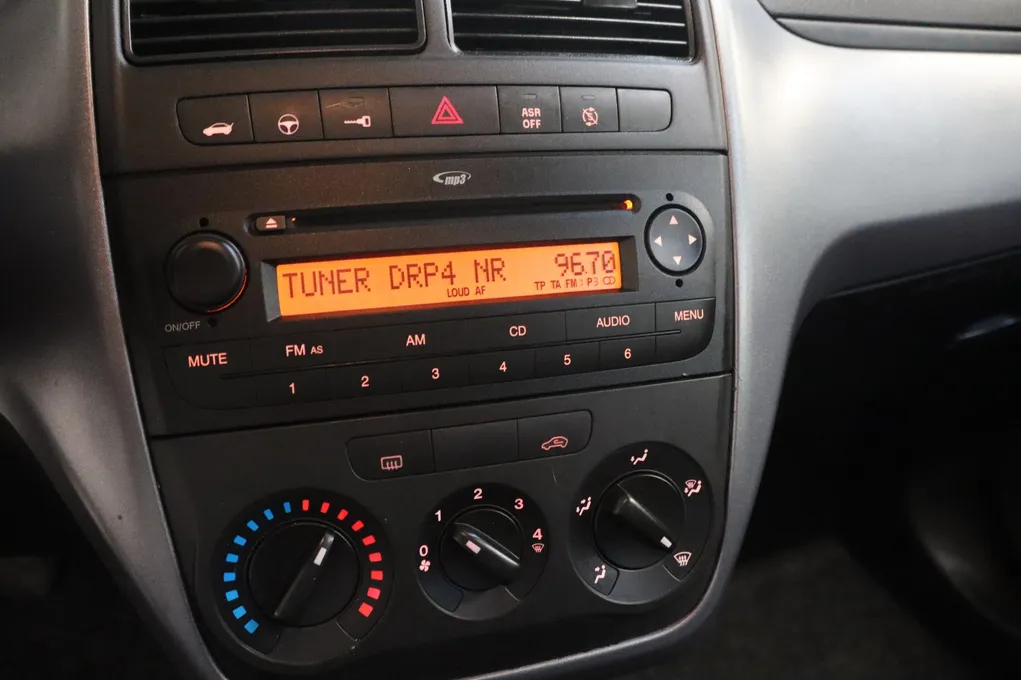 ASR
OFF
mp3
TUNER DRP4 NR 96.70
LOUD AF TP TA FM1 P3
ON/OFF
MUTE FM AS AM CD AUDIO MENU
1 2 3 4 5 6
0 1 2 3 4